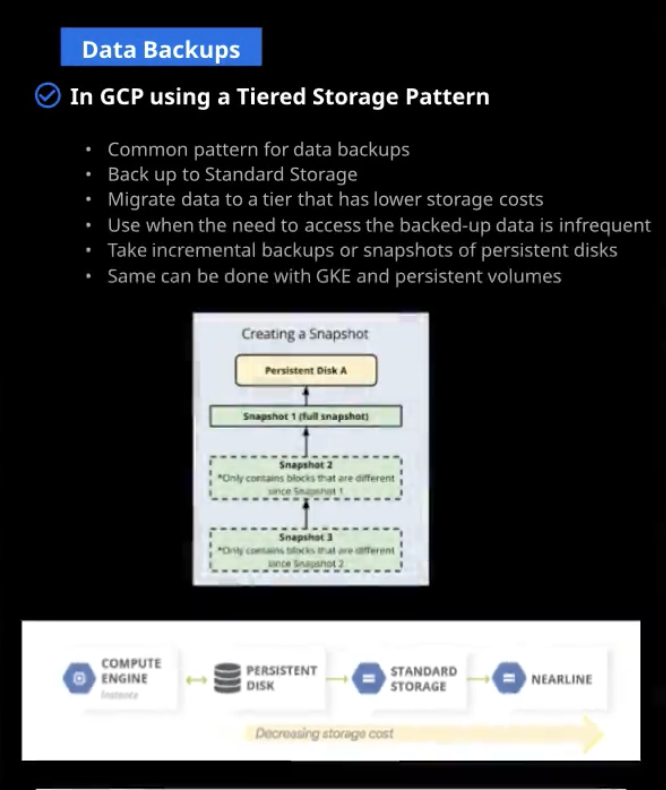 Data Backups
In GCP using a Tiered Storage Pattern
• Common pattern for data backups
• Back up to Standard Storage
• Migrate data to a tier that has lower storage costs
• Use when the need to access the backed-up data is infrequent
• Take incremental backups or snapshots of persistent disks
• Same can be done with GKE and persistent volumes
Creating a Snapshot
Persistent Disk A
Snapshot 1 (full snapshot)
Snapshot 2
*Only contains blocks that are different
since Snapshot 1
Snapshot 3
*Only contains blocks that are different
since Snapshot 2
COMPUTE
ENGINE
Instance
PERSISTENT
DISK
STANDARD
STORAGE
NEARLINE
Decreasing storage cost